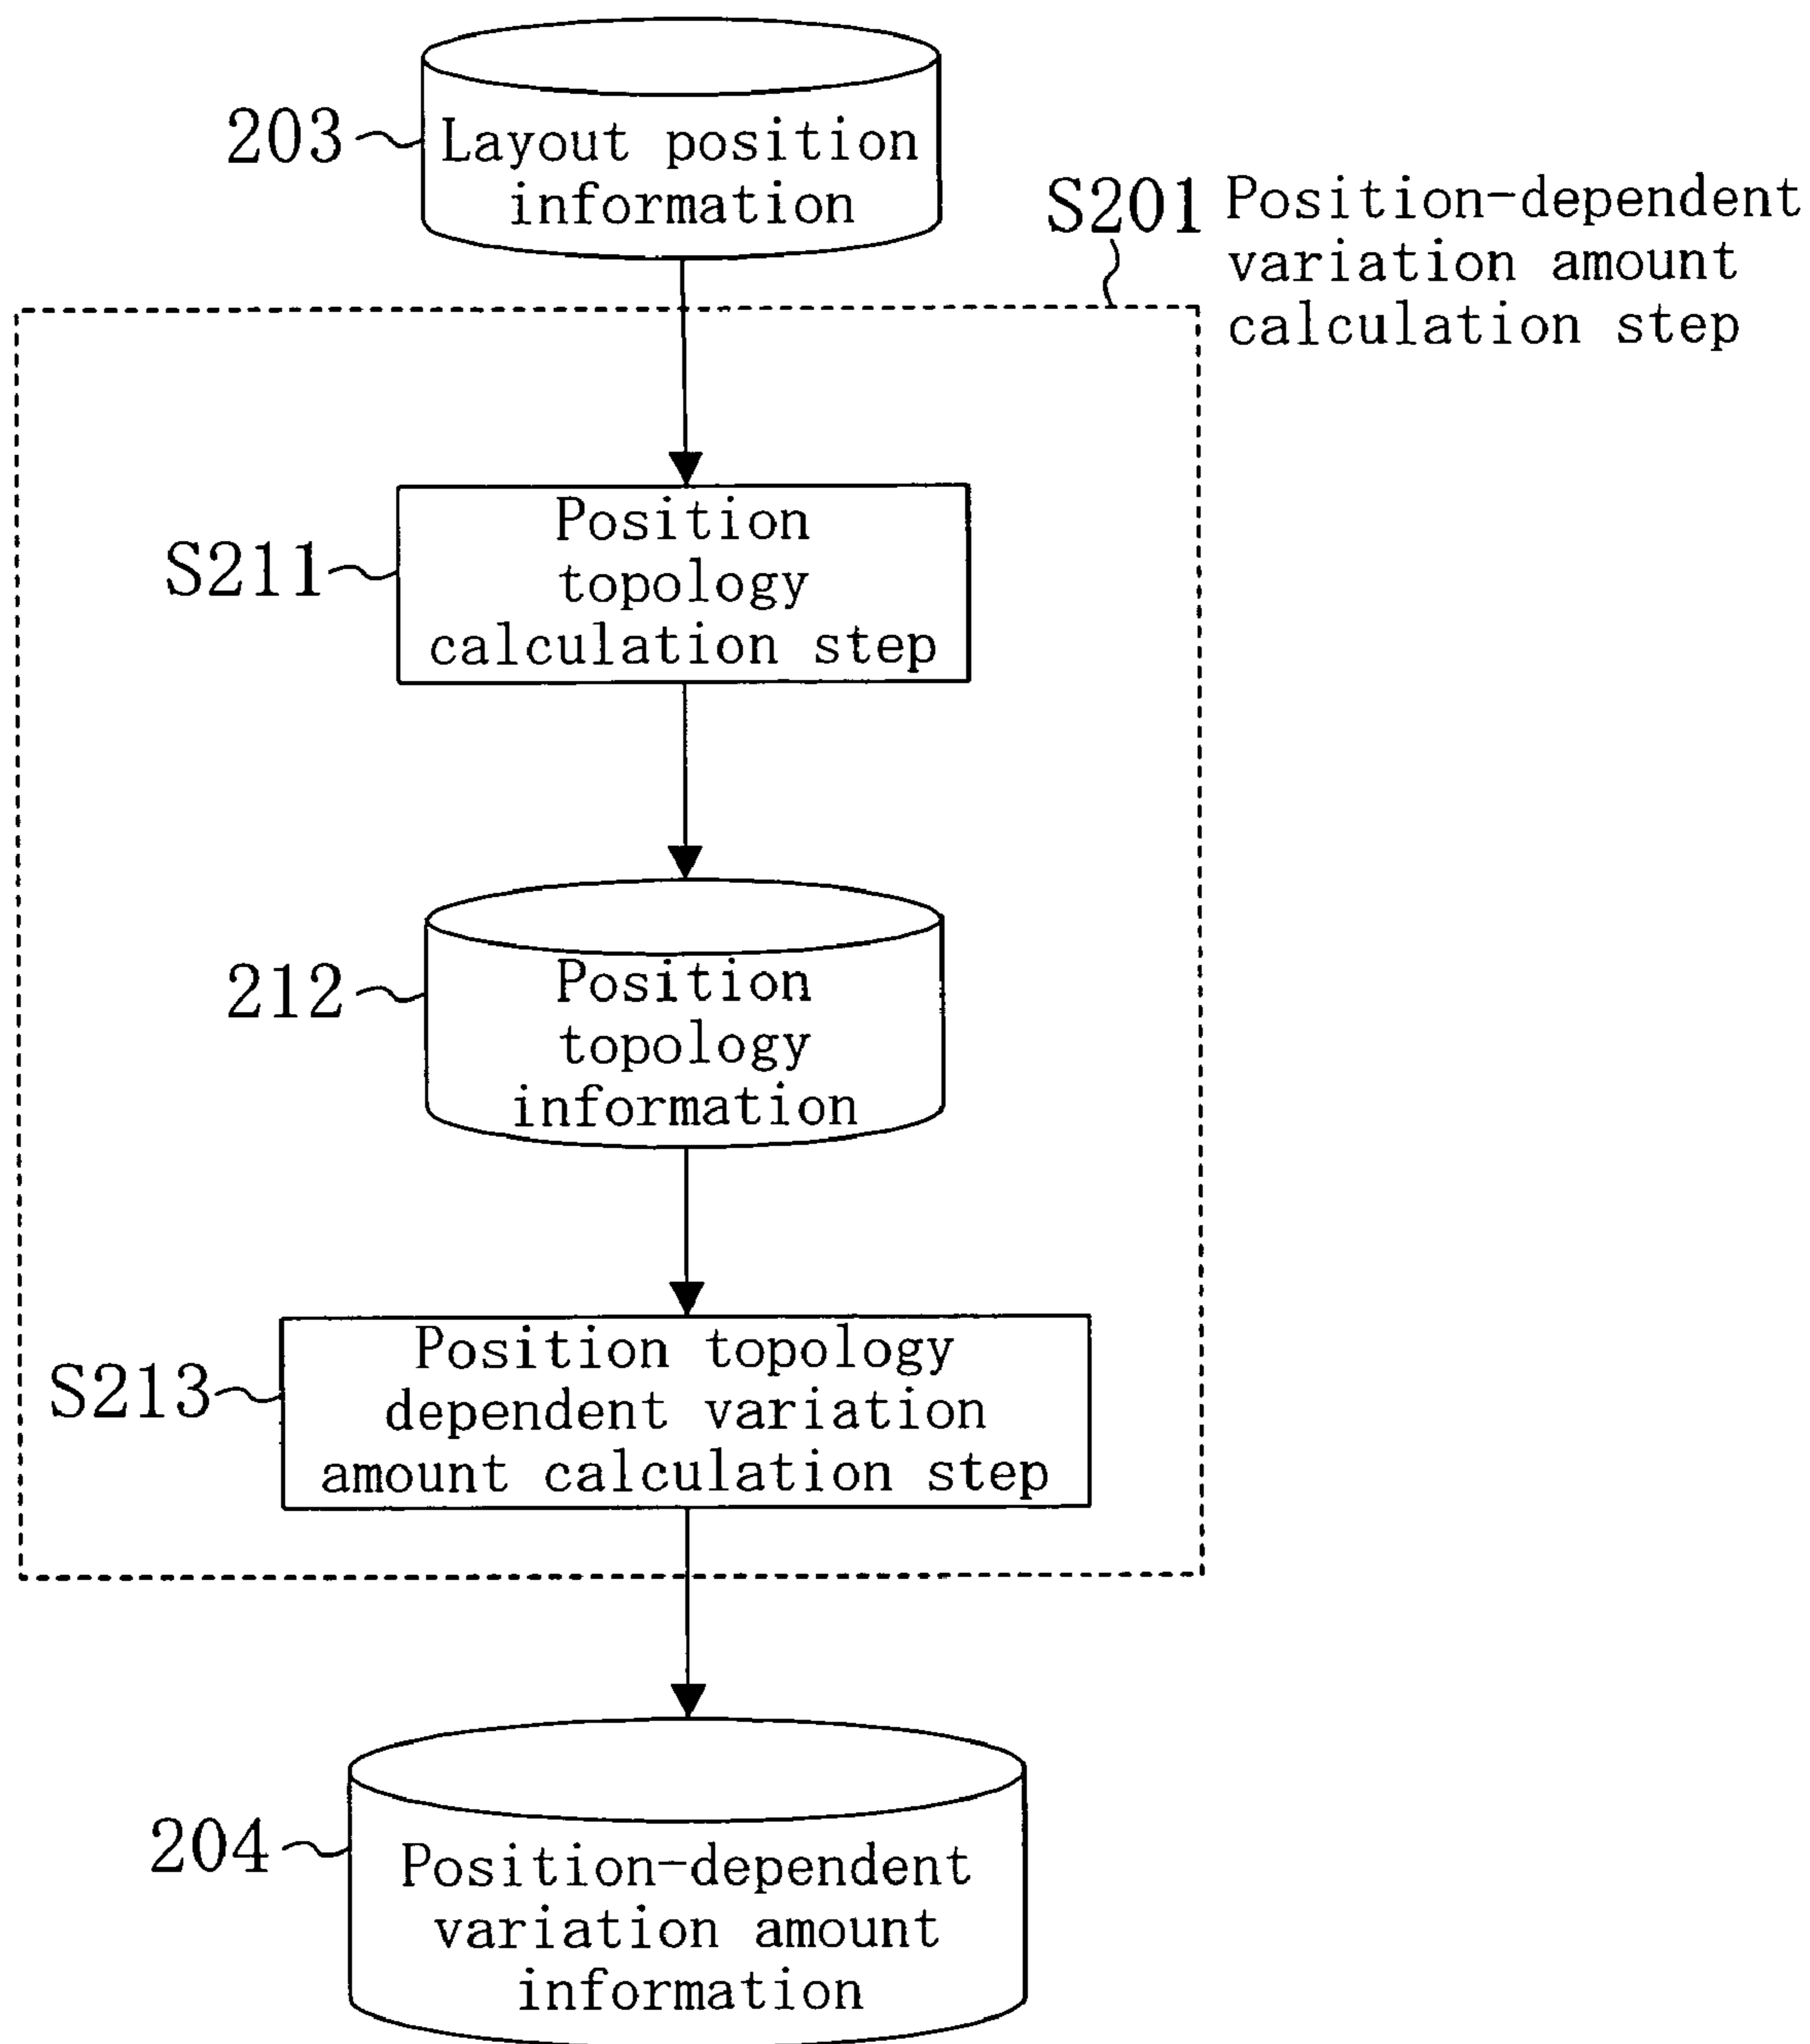 203
Layout position
information
S201
Position-dependent
variation amount
calculation step
S211
Position
topology
calculation step
212
Position
topology
information
S213
Position topology
dependent variation
amount calculation step
204
Position-dependent
variation amount
information